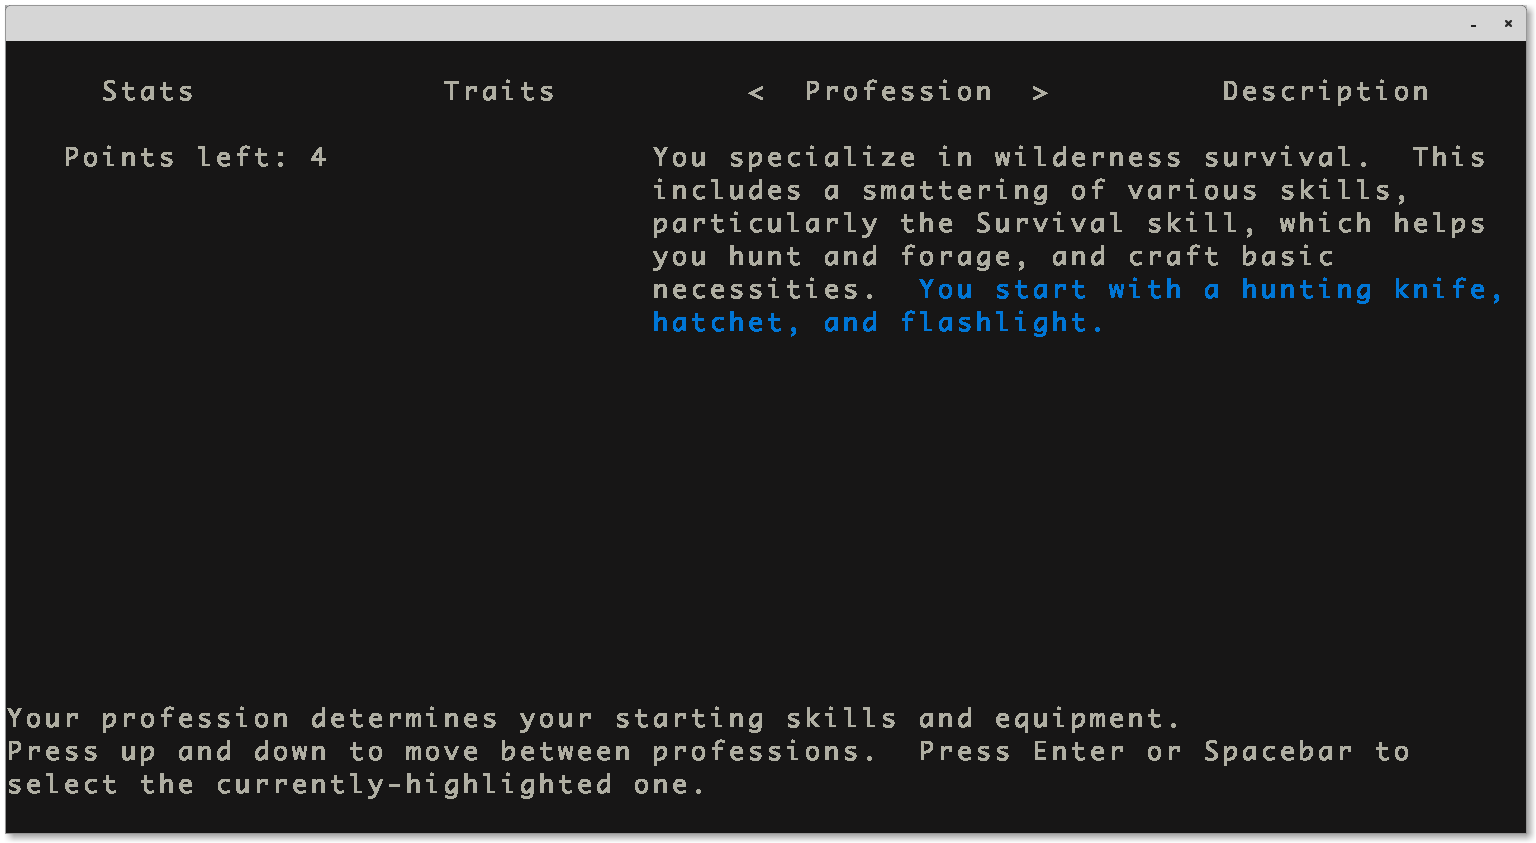 Stats Traits < Profession > Description
Points left: 4
You specialize in wilderness survival.  This
includes a smattering of various skills,
particularly the Survival skill, which helps
you hunt and forage, and craft basic
necessities.  You start with a hunting knife,
hatchet, and flashlight.
Your profession determines your starting skills and equipment.
Press up and down to move between professions.  Press Enter or Spacebar to
select the currently-highlighted one.